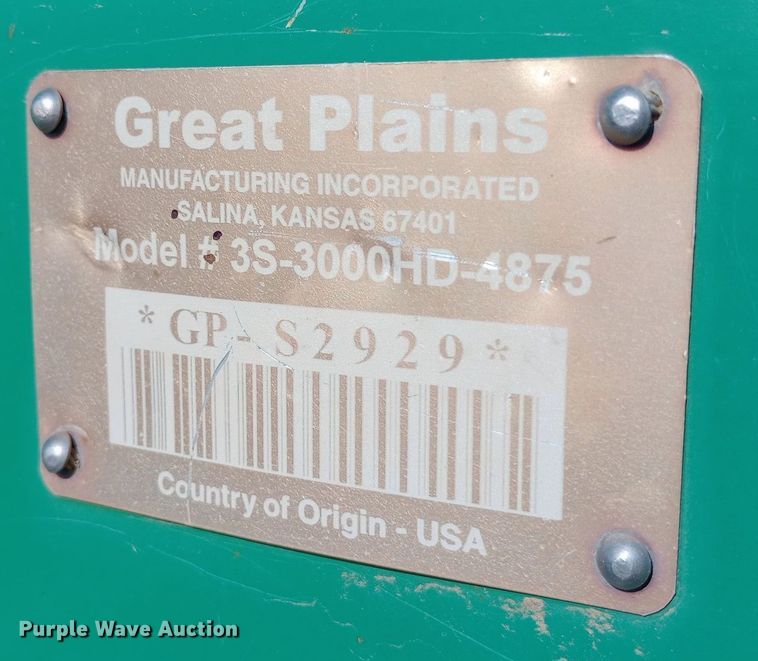 Great Plains
MANUFACTURING INCORPORATED
SALINA, KANSAS 67401
Model # 3S-3000HD-4875
* GP- S2929 *
Country of Origin - USA
Purple Wave Auction